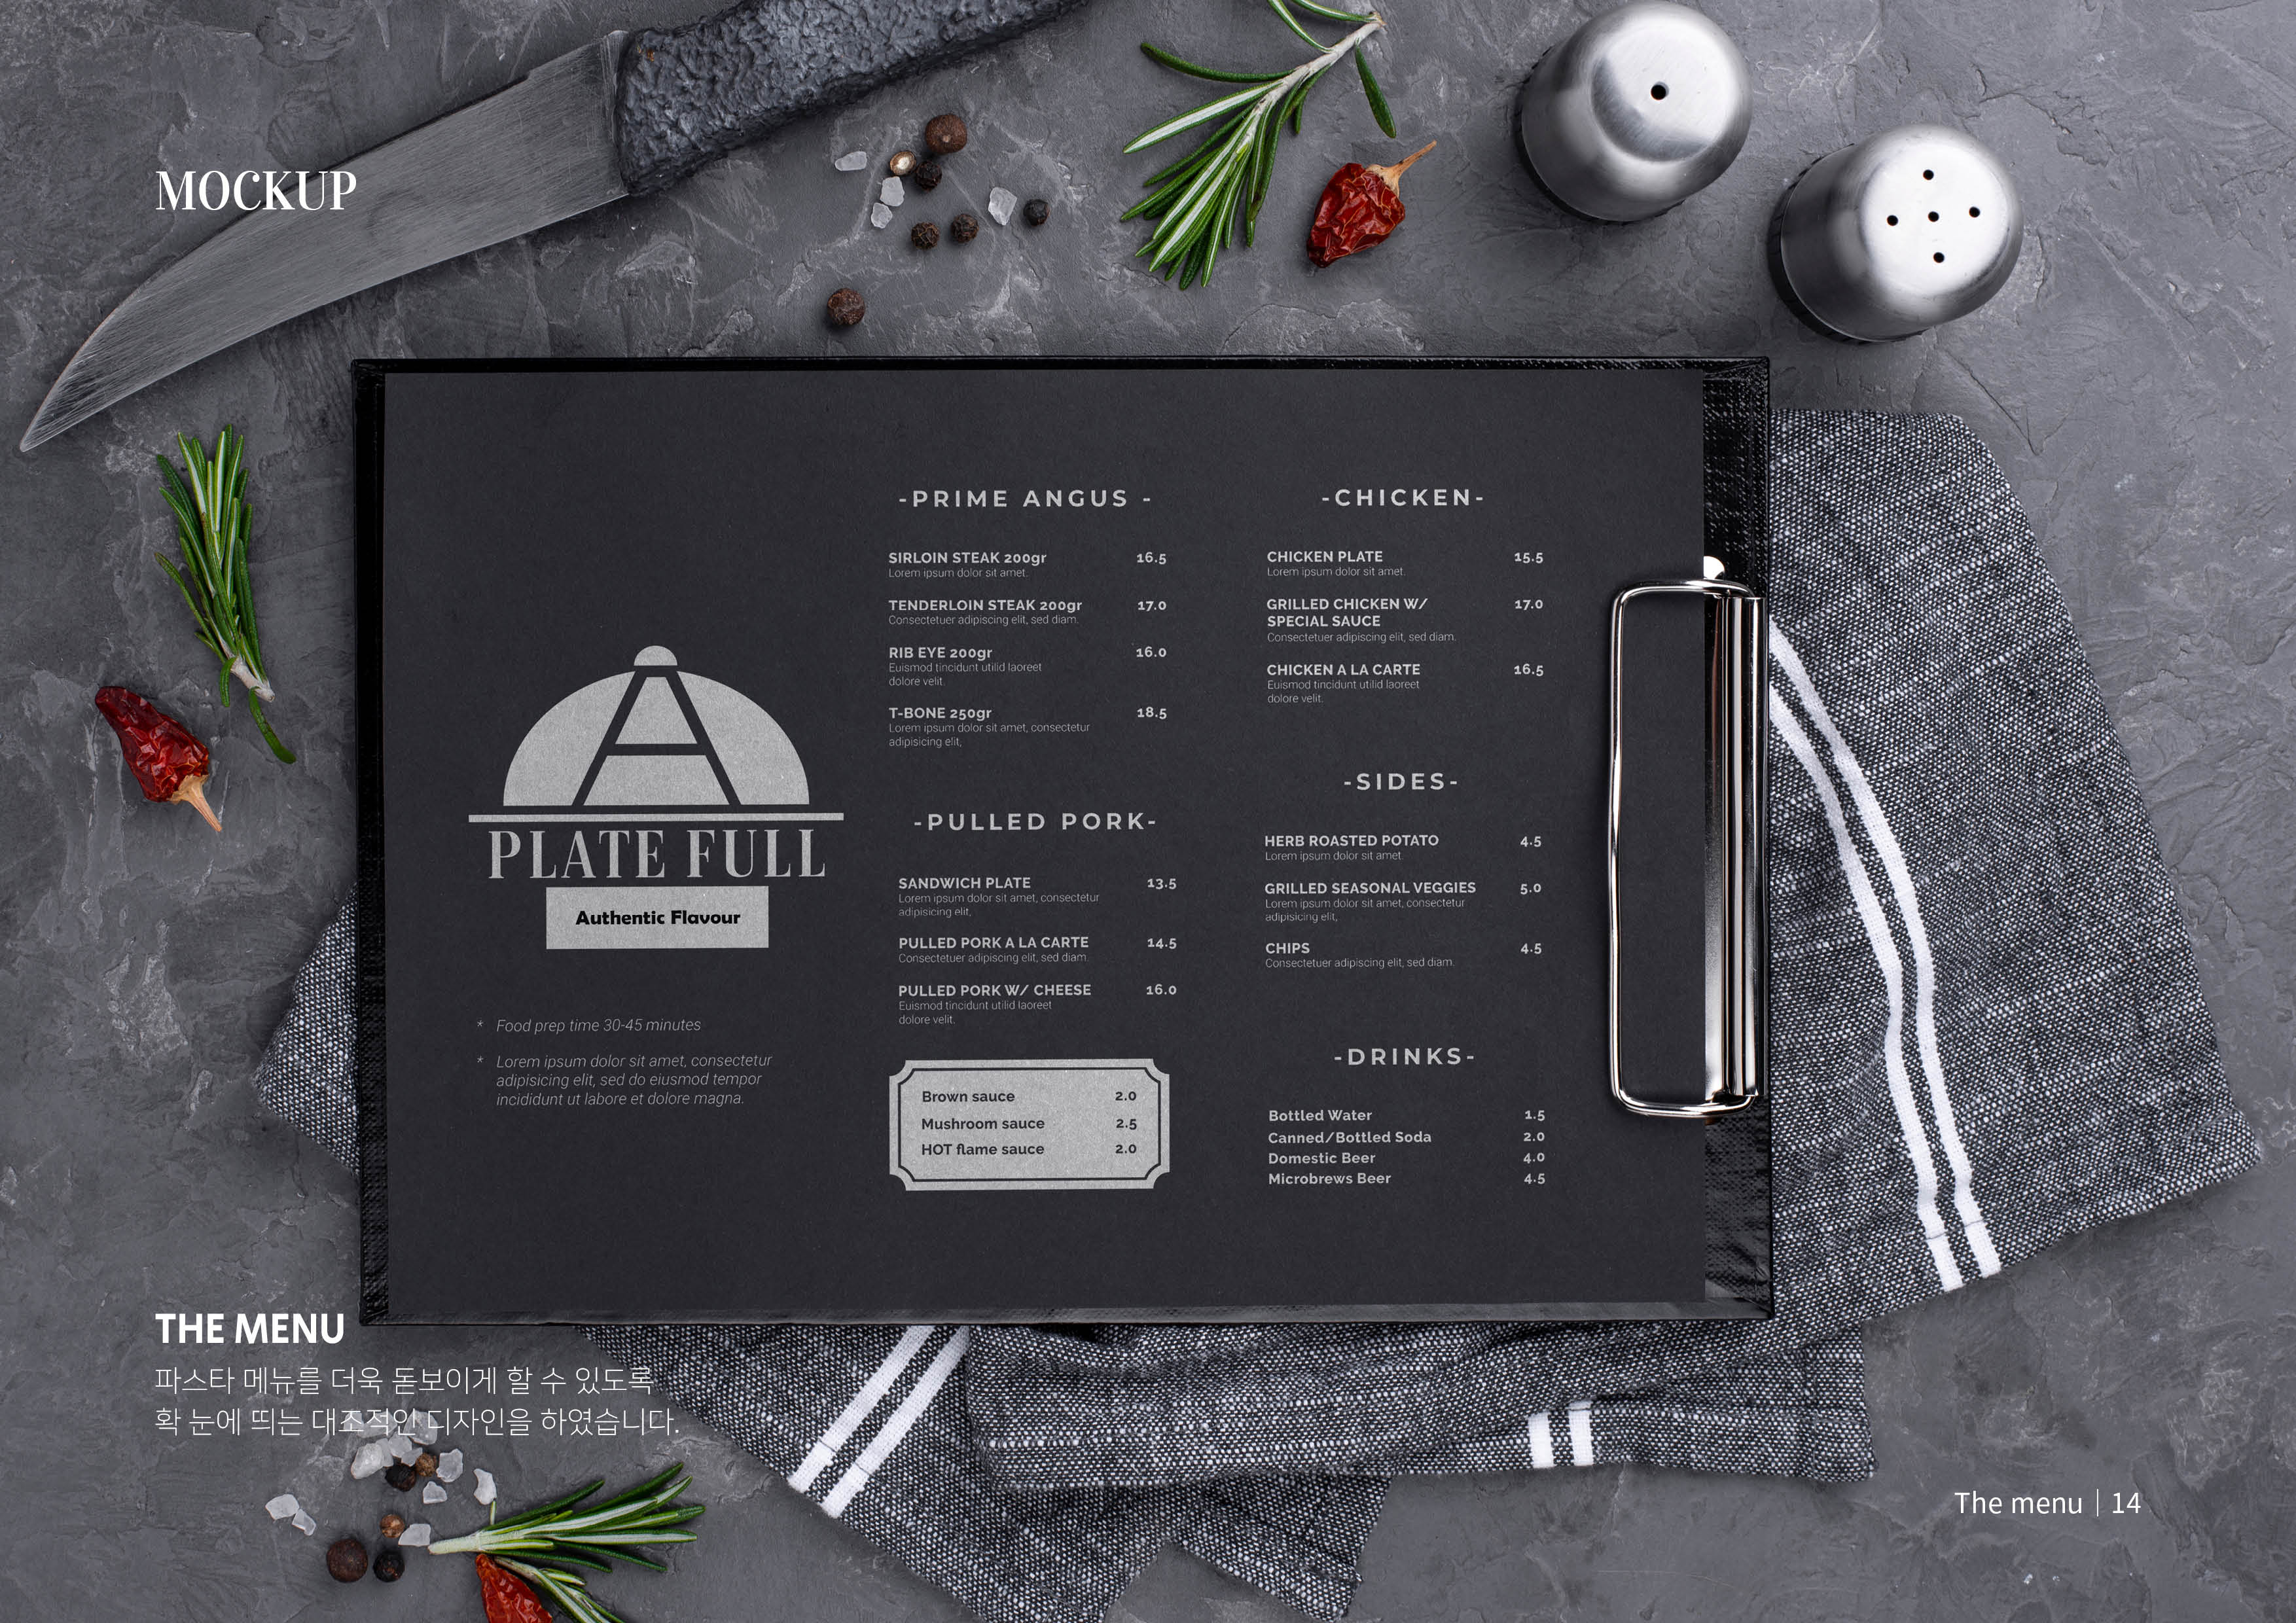 MOCKUP
PLATE FULL
Authentic Flavour
* Food prep time 30-45 minutes
* Lorem ipsum dolor sit amet, consectetur
adipisicing elit, sed do eiusmod tempor
incididunt ut labore et dolore magna.
-PRIME ANGUS -
SIRLOIN STEAK 200gr 16.5
Lorem ipsum dolor sit amet.
TENDERLOIN STEAK 200gr 17.0
Consectetuer adipiscing elit, sed diam.
RIB EYE 200gr 16.0
Euismod tincidunt utilid laoreet
dolore velit.
T-BONE 250gr 18.5
Lorem ipsum dolor sit amet, consectetur
adipisicing elit,
-PULLED PORK-
SANDWICH PLATE 13.5
Lorem ipsum dolor sit amet, consectetur
adipisicing elit,
PULLED PORK A LA CARTE 14.5
Consectetuer adipiscing elit, sed diam.
PULLED PORK W/ CHEESE 16.0
Euismod tincidunt utilid laoreet
dolore velit.
Brown sauce 2.0
Mushroom sauce 2.5
HOT flame sauce 2.0
-CHICKEN-
CHICKEN PLATE 15.5
Lorem ipsum dolor sit amet.
GRILLED CHICKEN W/ 17.0
SPECIAL SAUCE
Consectetuer adipiscing elit, sed diam.
CHICKEN A LA CARTE 16.5
Euismod tincidunt utilid laoreet
dolore velit.
-SIDES-
HERB ROASTED POTATO 4.5
Lorem ipsum dolor sit amet.
GRILLED SEASONAL VEGGIES 5.0
Lorem ipsum dolor sit amet, consectetur
adipisicing elit,
CHIPS 4.5
Consectetuer adipiscing elit, sed diam.
-DRINKS-
Bottled Water 1.5
Canned/Bottled Soda 2.0
Domestic Beer 4.0
Microbrews Beer 4.5
THE MENU
파스타 메뉴를 더욱 돋보이게 할 수 있도록
확 눈에 띄는 대조적인 디자인을 하였습니다.
The menu | 14